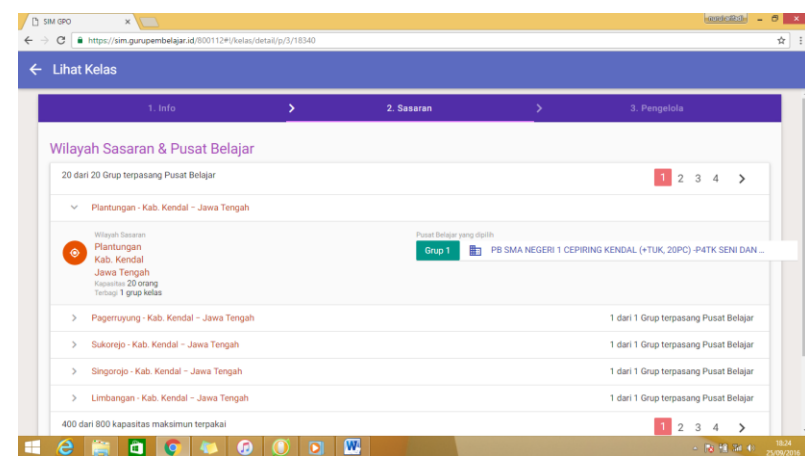 SIM GPO
https://sim.gurupembelajar.id/800112#!/kelas/detail/p/3/18340
Lihat Kelas
1. Info
2. Sasaran
3. Pengelola
Wilayah Sasaran & Pusat Belajar
20 dari 20 Grup terpasang Pusat Belajar
1 2 3 4
Plantungan - Kab. Kendal – Jawa Tengah
Wilayah Sasaran
Plantungan
Kab. Kendal
Jawa Tengah
Kapasitas 20 orang
Terbagi 1 grup kelas
Pusat Belajar yang dipilih
Grup 1
PB SMA NEGERI 1 CEPIRING KENDAL (+TUK, 20PC) -P4TK SENI DAN ...
Pagerruyung - Kab. Kendal – Jawa Tengah 1 dari 1 Grup terpasang Pusat Belajar
Sukorejo - Kab. Kendal – Jawa Tengah 1 dari 1 Grup terpasang Pusat Belajar
Singorojo - Kab. Kendal – Jawa Tengah 1 dari 1 Grup terpasang Pusat Belajar
Limbangan - Kab. Kendal – Jawa Tengah 1 dari 1 Grup terpasang Pusat Belajar
400 dari 800 kapasitas maksimun terpakai
1 2 3 4
18:24
25/09/2016